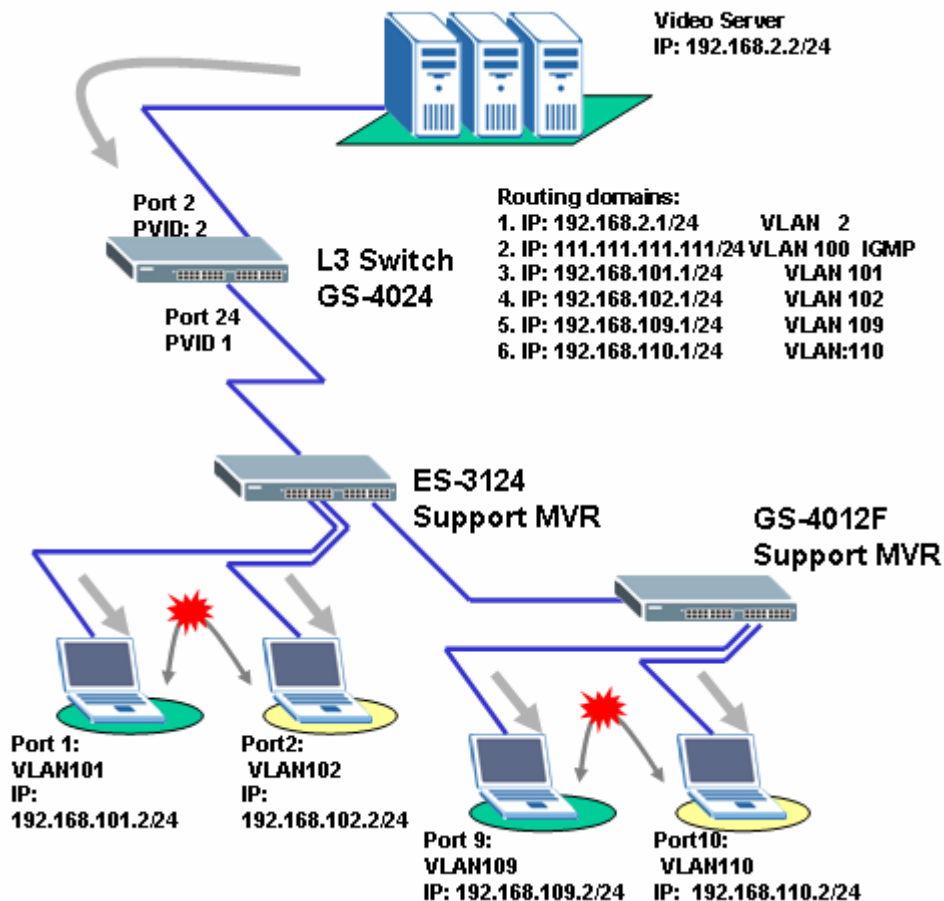 Video Server
IP: 192.168.2.2/24
Port 2
PVID: 2
L3 Switch
GS-4024
Routing domains:
1. IP: 192.168.2.1/24 VLAN 2
2. IP: 111.111.111.111/24 VLAN 100 IGMP
3. IP: 192.168.101.1/24 VLAN 101
4. IP: 192.168.102.1/24 VLAN 102
5. IP: 192.168.109.1/24 VLAN 109
6. IP: 192.168.110.1/24 VLAN:110
Port 24
PVID 1
ES-3124
Support MVR
GS-4012F
Support MVR
Port 1:
VLAN101
IP:
192.168.101.2/24
Port2:
VLAN102
IP:
192.168.102.2/24
Port 9:
VLAN109
IP: 192.168.109.2/24
Port10:
VLAN110
IP: 192.168.110.2/24